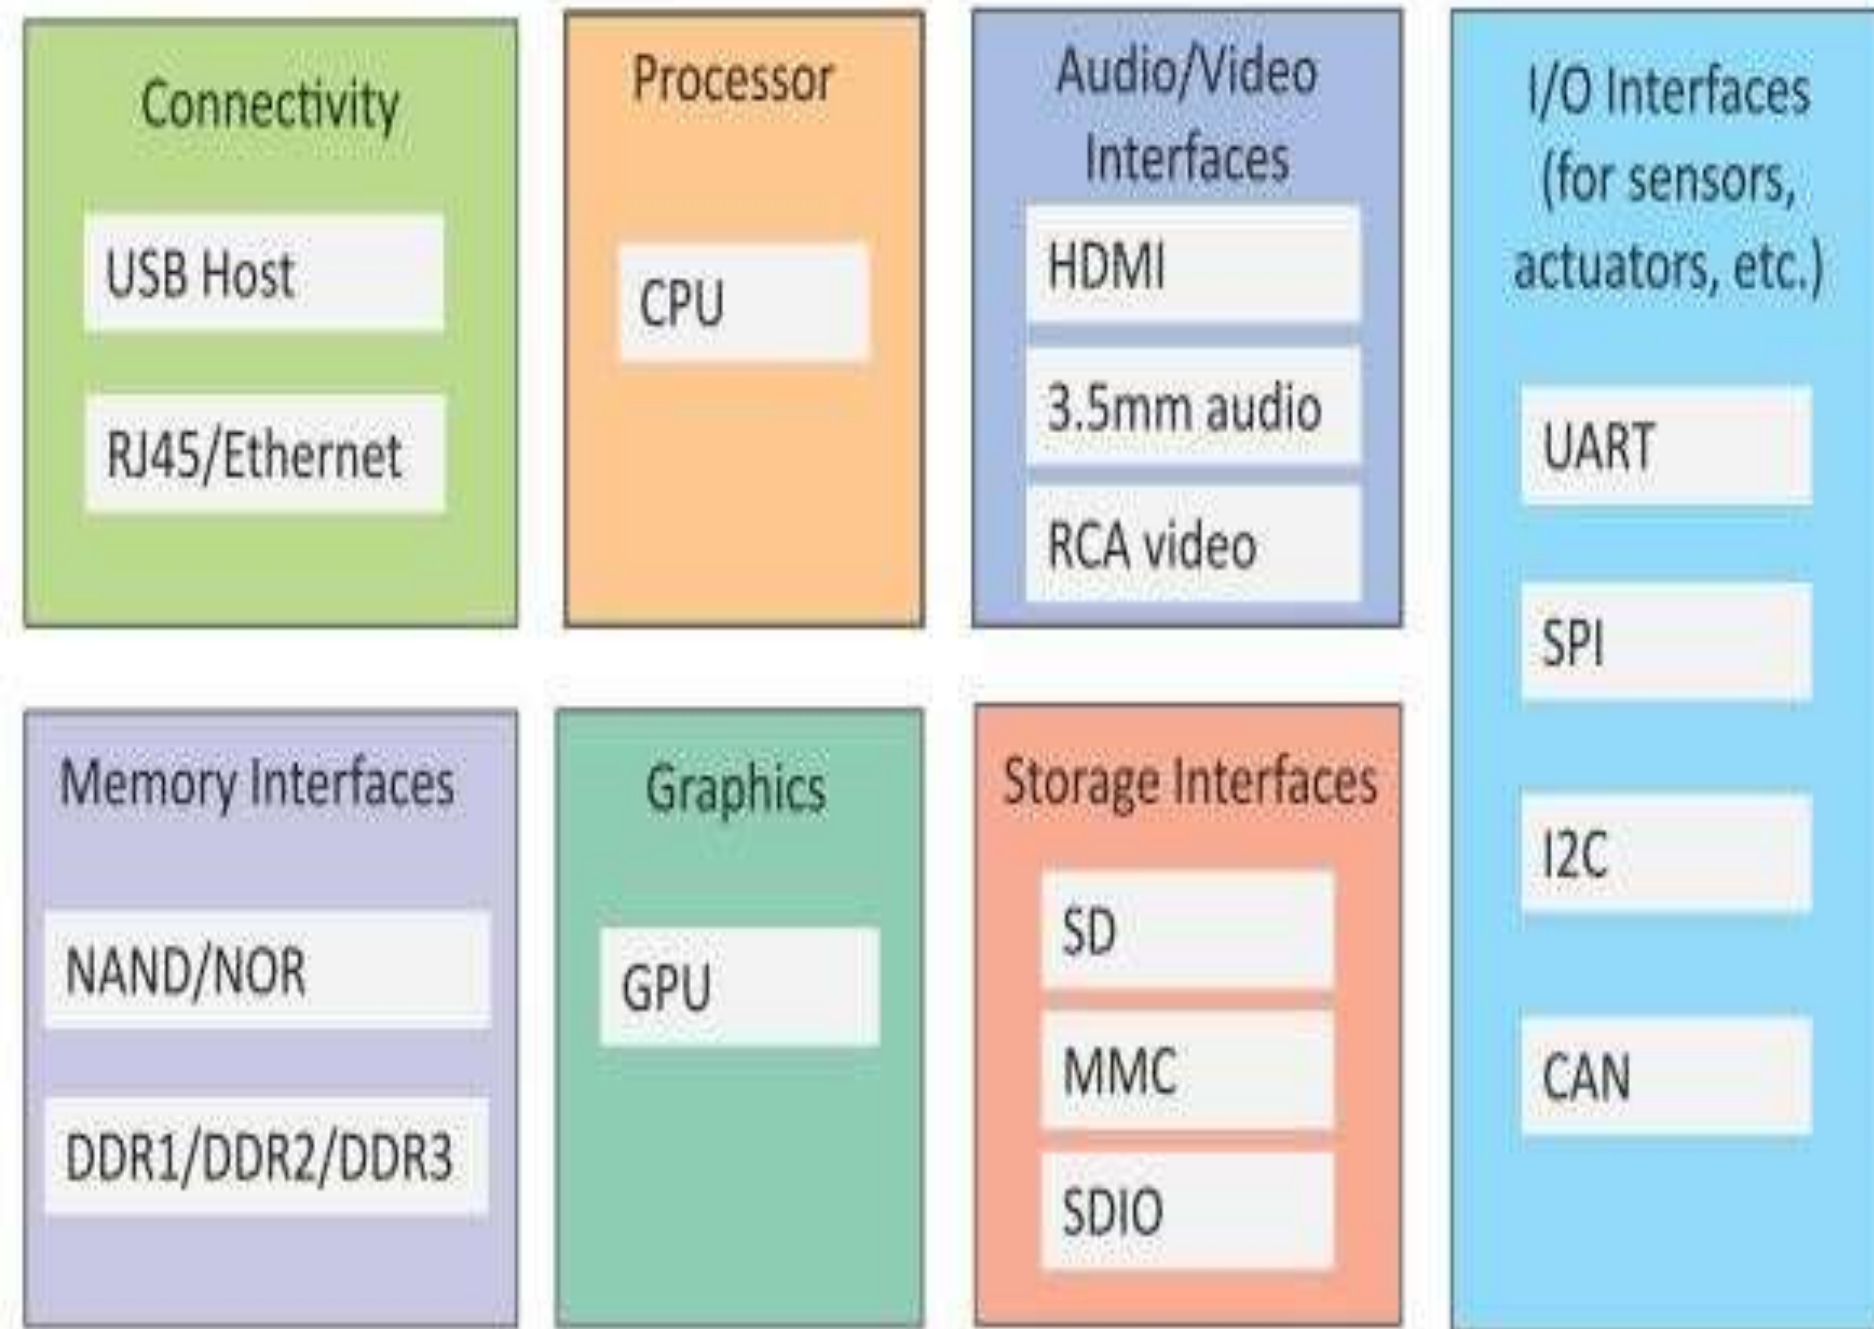 Connectivity
USB Host
RJ45/Ethernet
Processor
CPU
Audio/Video
Interfaces
HDMI
3.5mm audio
RCA video
I/O Interfaces
(for sensors,
actuators, etc.)
UART
SPI
I2C
CAN
Memory Interfaces
NAND/NOR
DDR1/DDR2/DDR3
Graphics
GPU
Storage Interfaces
SD
MMC
SDIO